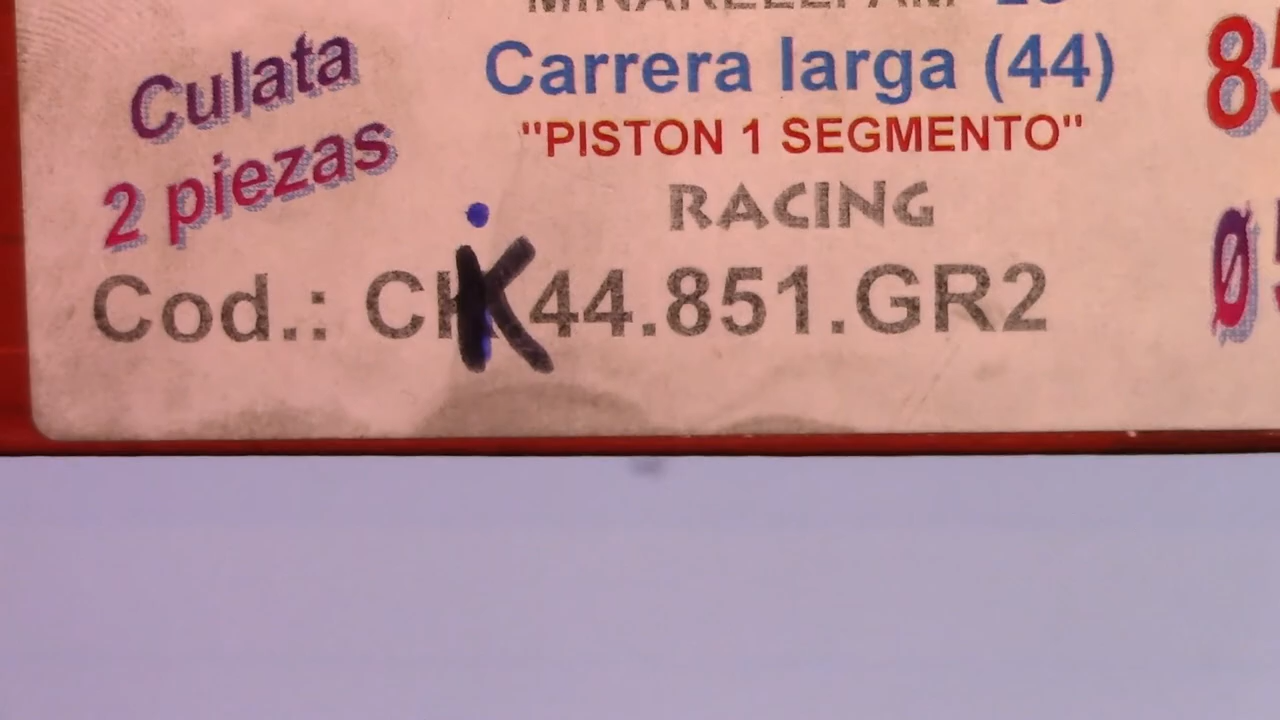 Culata
2 piezas
Carrera larga (44)
"PISTON 1 SEGMENTO"
RACING
Cod.: CK44.851.GR2